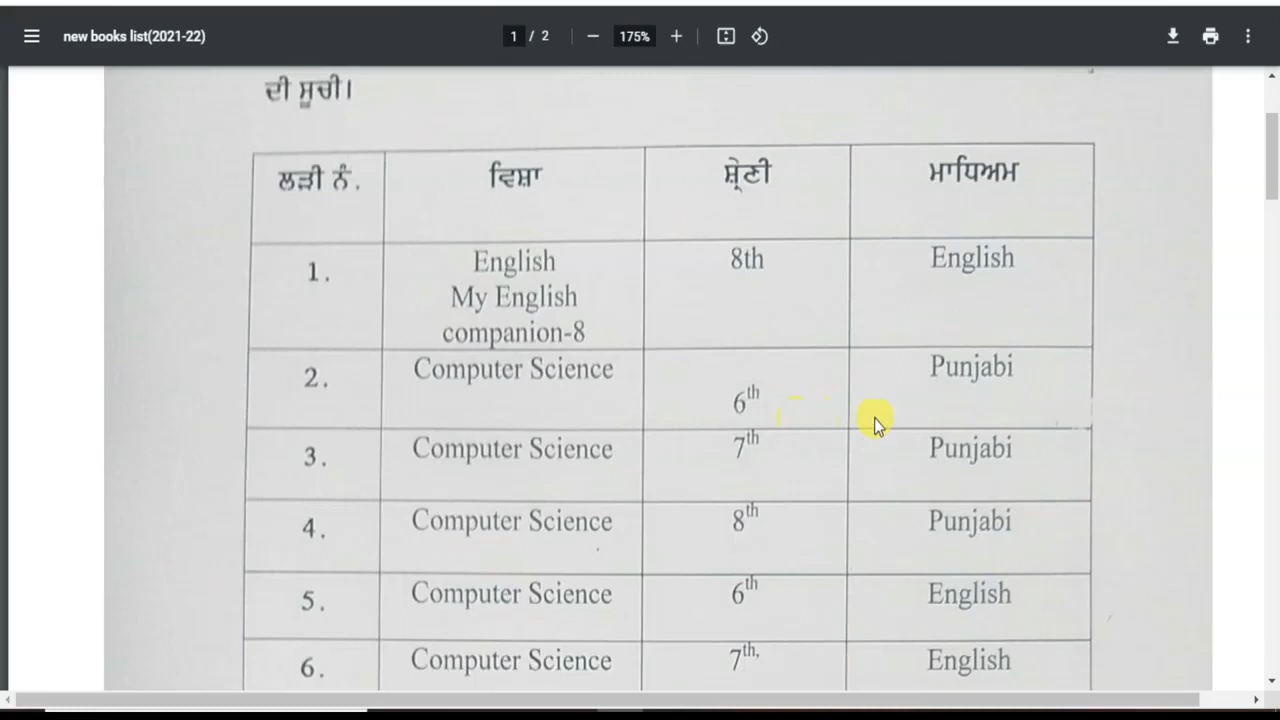 new books list(2021-22)
1 / 2
175%
ਦੀ ਸੂਚੀ।
ਲੜੀ ਨੰ. ਵਿਸ਼ਾ ਸ਼੍ਰੇਣੀ ਮਾਧਿਅਮ
1. English 8th English
My English
companion-8
2. Computer Science 6th Punjabi
3. Computer Science 7th Punjabi
4. Computer Science 8th Punjabi
5. Computer Science 6th English
6. Computer Science 7th, English